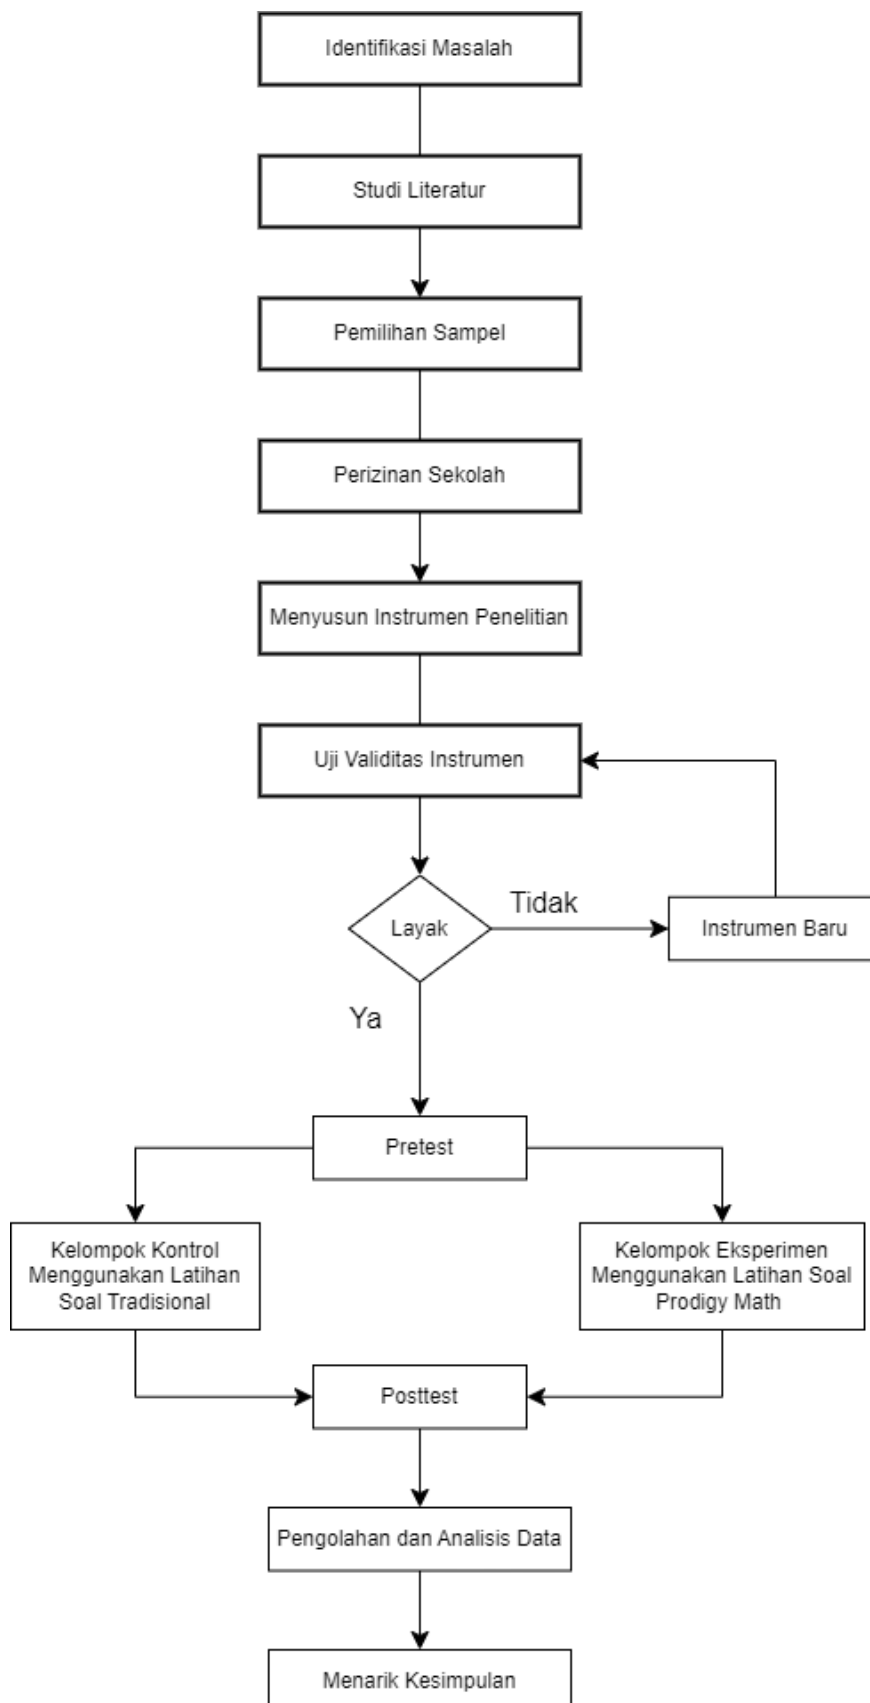 Identifikasi Masalah
Studi Literatur
Pemilihan Sampel
Perizinan Sekolah
Menyusun Instrumen Penelitian
Uji Validitas Instrumen
Layak
Tidak
Instrumen Baru
Ya
Pretest
Kelompok Kontrol
Menggunakan Latihan
Soal Tradisional
Kelompok Eksperimen
Menggunakan Latihan Soal
Prodigy Math
Posttest
Pengolahan dan Analisis Data
Menarik Kesimpulan